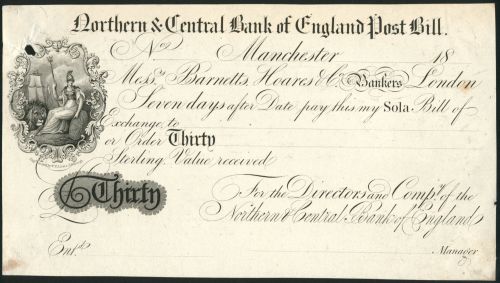 Northern & Central Bank of England Post Bill.
No. Manchester 18
Messrs. Barnetts, Hoares & Co. Bankers London
Seven days after Date pay this my Sola Bill of
Exchange to
or Order Thirty
Sterling Value received
£ Thirty
For the Directors and Compy. of the
Northern & Central Bank of England
Entd.
Manager